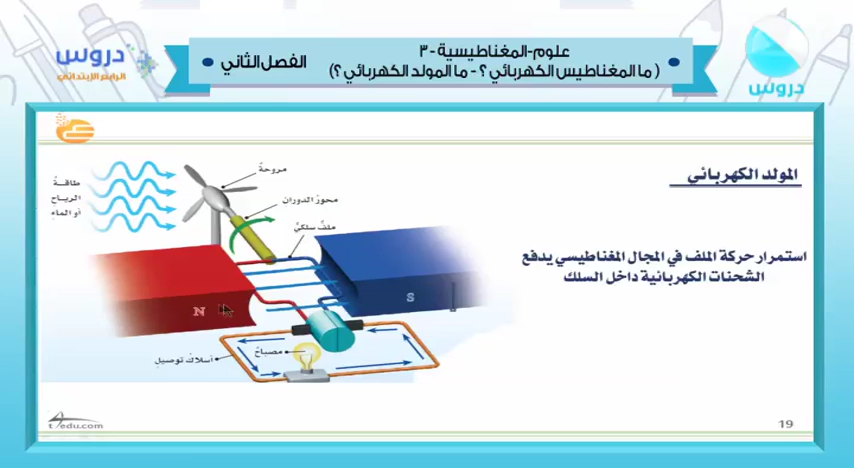 علوم-المغناطيسية-٣
( ما المغناطيس الكهربائي ؟ - ما المولد الكهربائي ؟)
الفصل الثاني
دروس
الرابع الإبتدائي
دروس
المولد الكهربائي
استمرار حركة الملف في المجال المغناطيسي يدفع
الشحنات الكهربائية داخل السلك
طاقة
الرياح
أو الماء
مروحة
محور الدوران
ملف سلكي
N
S
مصباح
أسلاك توصيل
t4edu.com
19